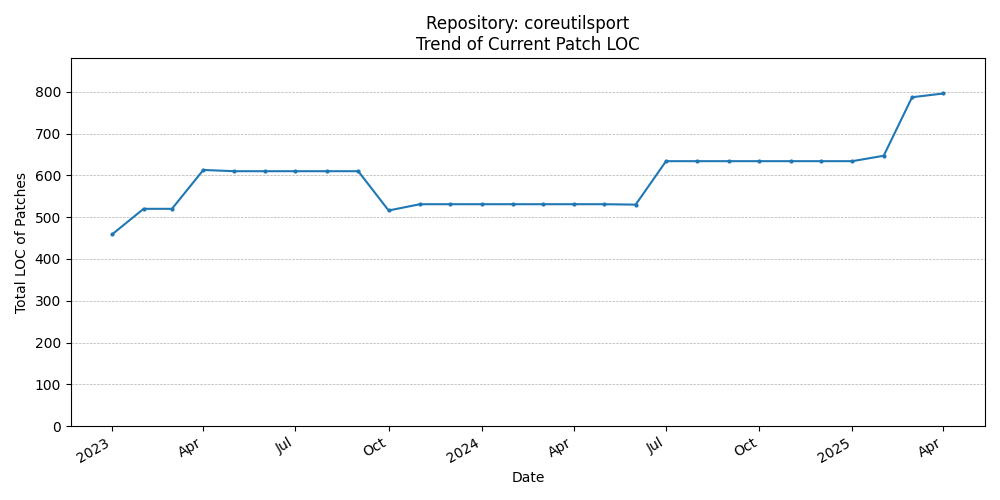 Repository: coreutilsport
Trend of Current Patch LOC
Total LOC of Patches
800
700
600
500
400
300
200
100
0
2023
Apr
Jul
Oct
2024
Apr
Jul
Oct
2025
Apr
Date